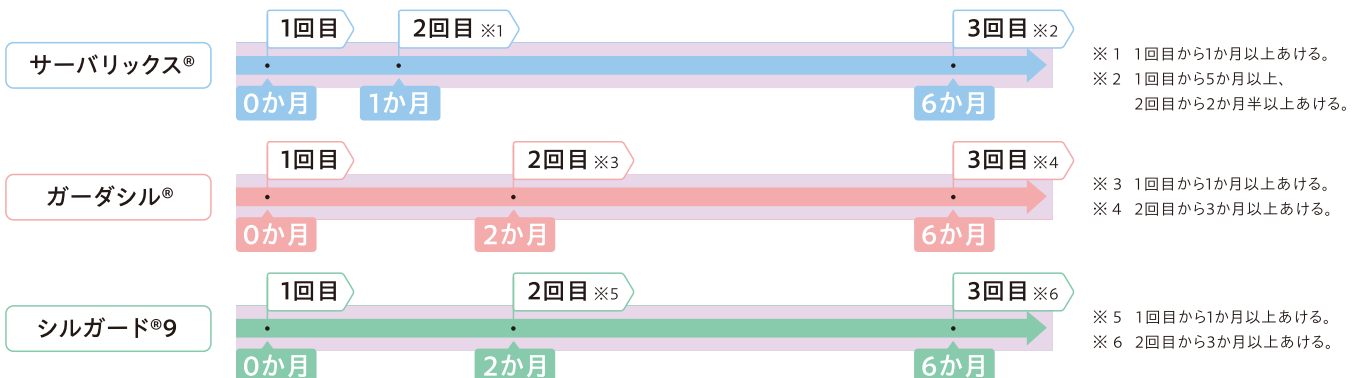 サーバリックス®
1回目
2回目 ※1
3回目 ※2
0か月
1か月
6か月
※1 1回目から1か月以上あける。
※2 1回目から5か月以上、
2回目から2か月半以上あける。
ガーダシル®
1回目
2回目 ※3
3回目 ※4
0か月
2か月
6か月
※3 1回目から1か月以上あける。
※4 2回目から3か月以上あける。
シルガード®9
1回目
2回目 ※5
3回目 ※6
0か月
2か月
6か月
※5 1回目から1か月以上あける。
※6 2回目から3か月以上あける。